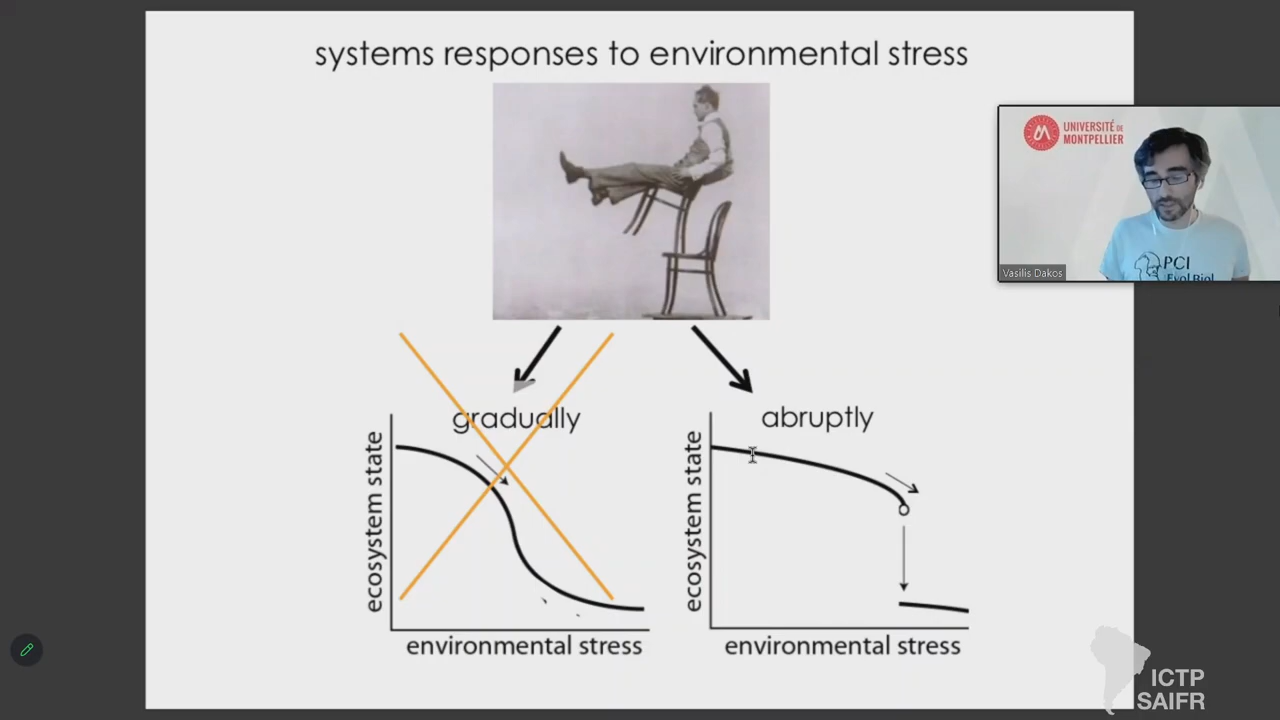 systems responses to environmental stress
UNIVERSITÉ DE
MONTPELLIER
PCI
Evol Biol
Vasilis Dakos
gradually
abruptly
ecosystem state
environmental stress
ecosystem state
environmental stress
ICTP
SAIFR